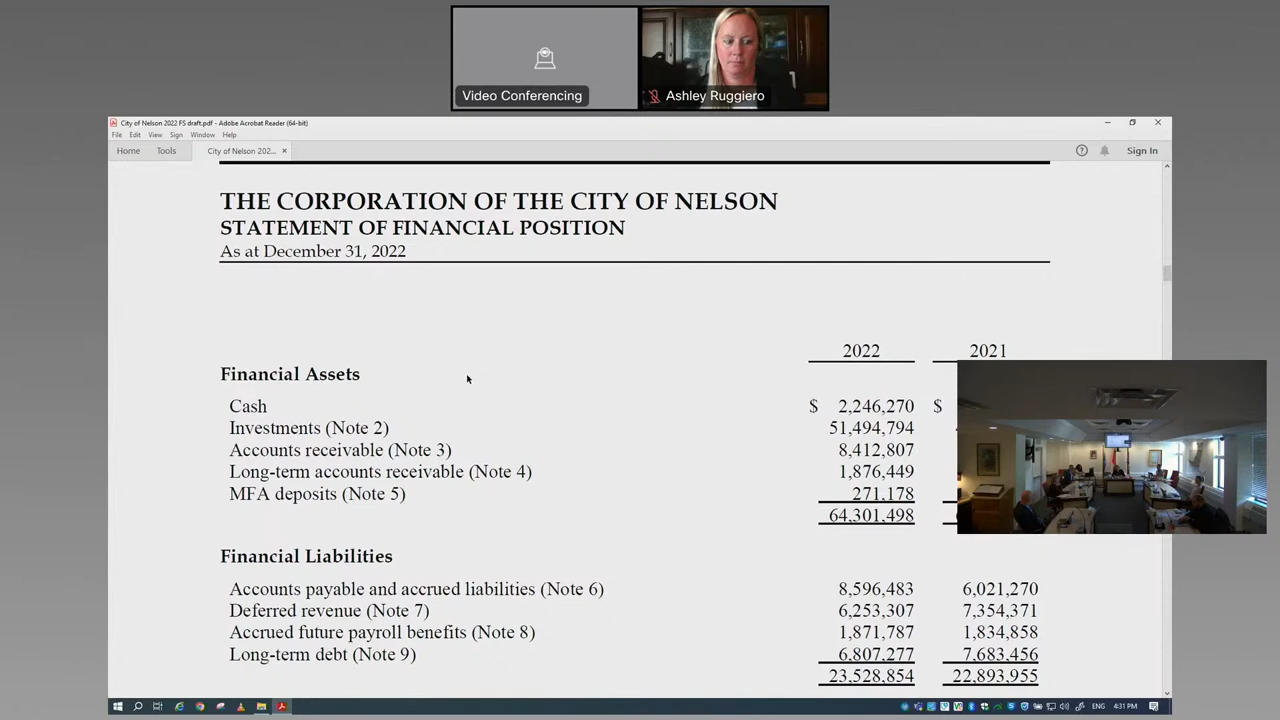 Video Conferencing
Ashley Ruggiero
City of Nelson 2022 FS draft.pdf - Adobe Acrobat Reader (64-bit)
File Edit View Sign Window Help
Home Tools City of Nelson 202... × Sign In
THE CORPORATION OF THE CITY OF NELSON
STATEMENT OF FINANCIAL POSITION
As at December 31, 2022
2022 2021
Financial Assets
Cash $ 2,246,270 $
Investments (Note 2) 51,494,794
Accounts receivable (Note 3) 8,412,807
Long-term accounts receivable (Note 4) 1,876,449
MFA deposits (Note 5) 271,178
64,301,498
Financial Liabilities
Accounts payable and accrued liabilities (Note 6) 8,596,483 6,021,270
Deferred revenue (Note 7) 6,253,307 7,354,371
Accrued future payroll benefits (Note 8) 1,871,787 1,834,858
Long-term debt (Note 9) 6,807,277 7,683,456
23,528,854 22,893,955
ENG 4:31 PM